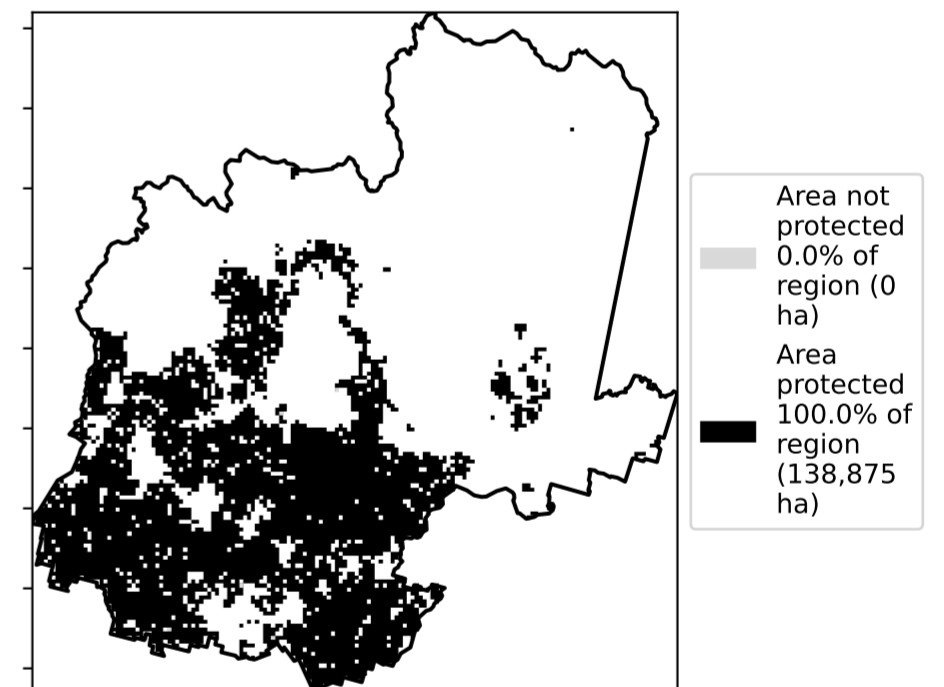 Area not
protected
0.0% of
region (0
ha)
Area
protected
100.0% of
region
(138,875
ha)